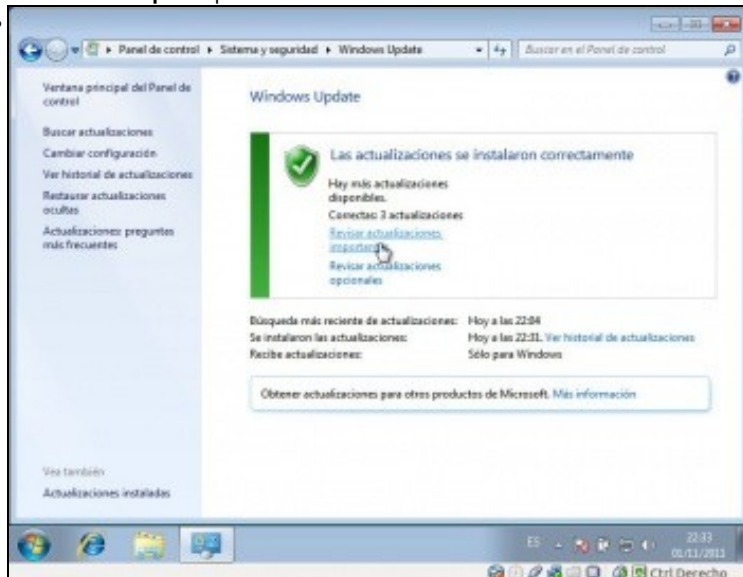 Panel de control ▸ Sistema y seguridad ▸ Windows Update
Buscar en el Panel de control
Ventana principal del Panel de
control
Buscar actualizaciones
Cambiar configuración
Ver historial de actualizaciones
Restaurar actualizaciones
ocultas
Actualizaciones: preguntas
más frecuentes
Vea también
Actualizaciones instaladas
Windows Update
Las actualizaciones se instalaron correctamente
Hay más actualizaciones
disponibles.
Correctas: 3 actualizaciones
Revisar actualizaciones
Revisar actualizaciones
opcionales
Búsqueda más reciente de actualizaciones: Hoy a las 22:04
Se instalaron las actualizaciones: Hoy a las 22:31. Ver historial de actualizaciones
Recibe actualizaciones: Sólo para Windows
Obtener actualizaciones para otros productos de Microsoft. Más información
ES
22:33
01/11/2011
Ctrl Derecho